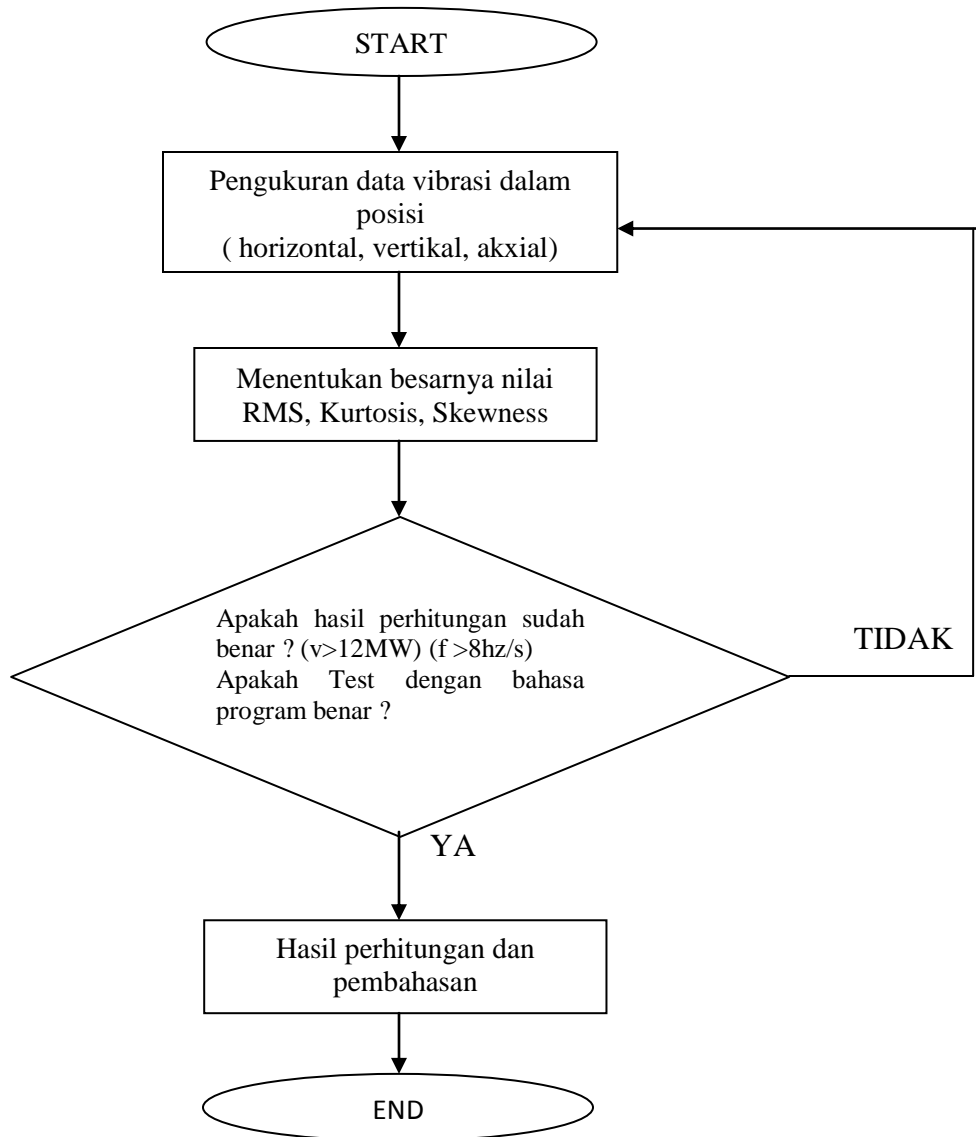 START
Pengukuran data vibrasi dalam
posisi
( horizontal, vertikal, akxial)
Menentukan besarnya nilai
RMS, Kurtosis, Skewness
Apakah hasil perhitungan sudah
benar ? (v>12MW) (f >8hz/s)
Apakah Test dengan bahasa
program benar ?
TIDAK
YA
Hasil perhitungan dan
pembahasan
END